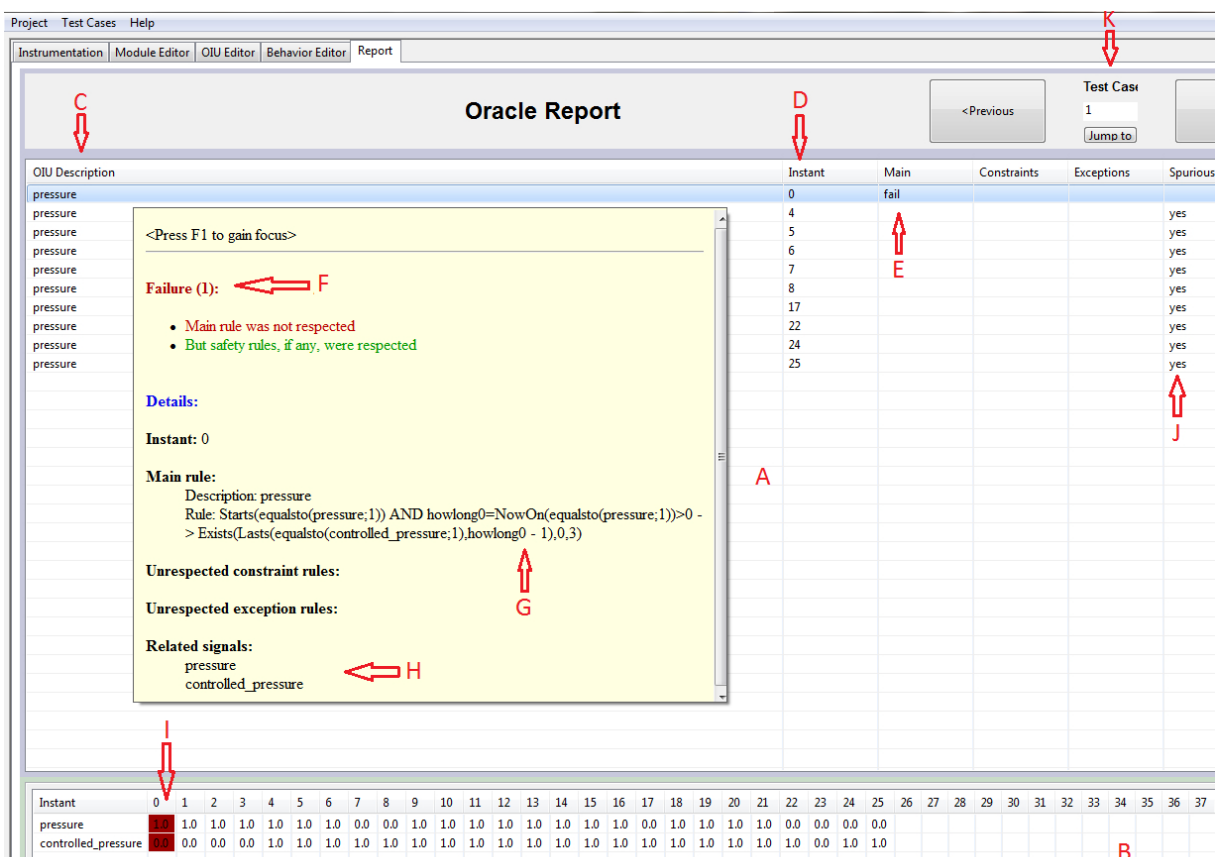 Project Test Cases Help
K
Instrumentation Module Editor OIU Editor Behavior Editor Report
C
Oracle Report
D
<Previous
Test Case
1
Jump to
OIU Description Instant Main Constraints Exceptions Spurious
pressure 0 fail
pressure 4 yes
pressure 5 yes
pressure 6 yes
pressure 7 yes
pressure 8 yes
pressure 17 yes
pressure 22 yes
pressure 24 yes
pressure 25 yes
E
J
A
<Press F1 to gain focus>
Failure (1):
F
• Main rule was not respected
• But safety rules, if any, were respected
Details:
Instant: 0
Main rule:
Description: pressure
Rule: Starts(equalsto(pressure;1)) AND howlong0=NowOn(equalsto(pressure;1))>0 -
> Exists(Lasts(equalsto(controlled_pressure;1),howlong0 - 1),0,3)
Unrespected constraint rules:
G
Unrespected exception rules:
Related signals:
pressure
H
controlled_pressure
I
Instant 0 1 2 3 4 5 6 7 8 9 10 11 12 13 14 15 16 17 18 19 20 21 22 23 24 25 26 27 28 29 30 31 32 33 34 35 36 37
pressure 1.0 1.0 1.0 1.0 1.0 1.0 1.0 0.0 0.0 1.0 1.0 1.0 1.0 1.0 1.0 1.0 1.0 0.0 1.0 1.0 1.0 1.0 0.0 0.0 0.0 0.0
controlled_pressure 0.0 0.0 0.0 0.0 1.0 1.0 1.0 1.0 1.0 1.0 1.0 1.0 1.0 1.0 1.0 1.0 1.0 1.0 1.0 1.0 1.0 1.0 1.0 0.0 1.0 1.0
B